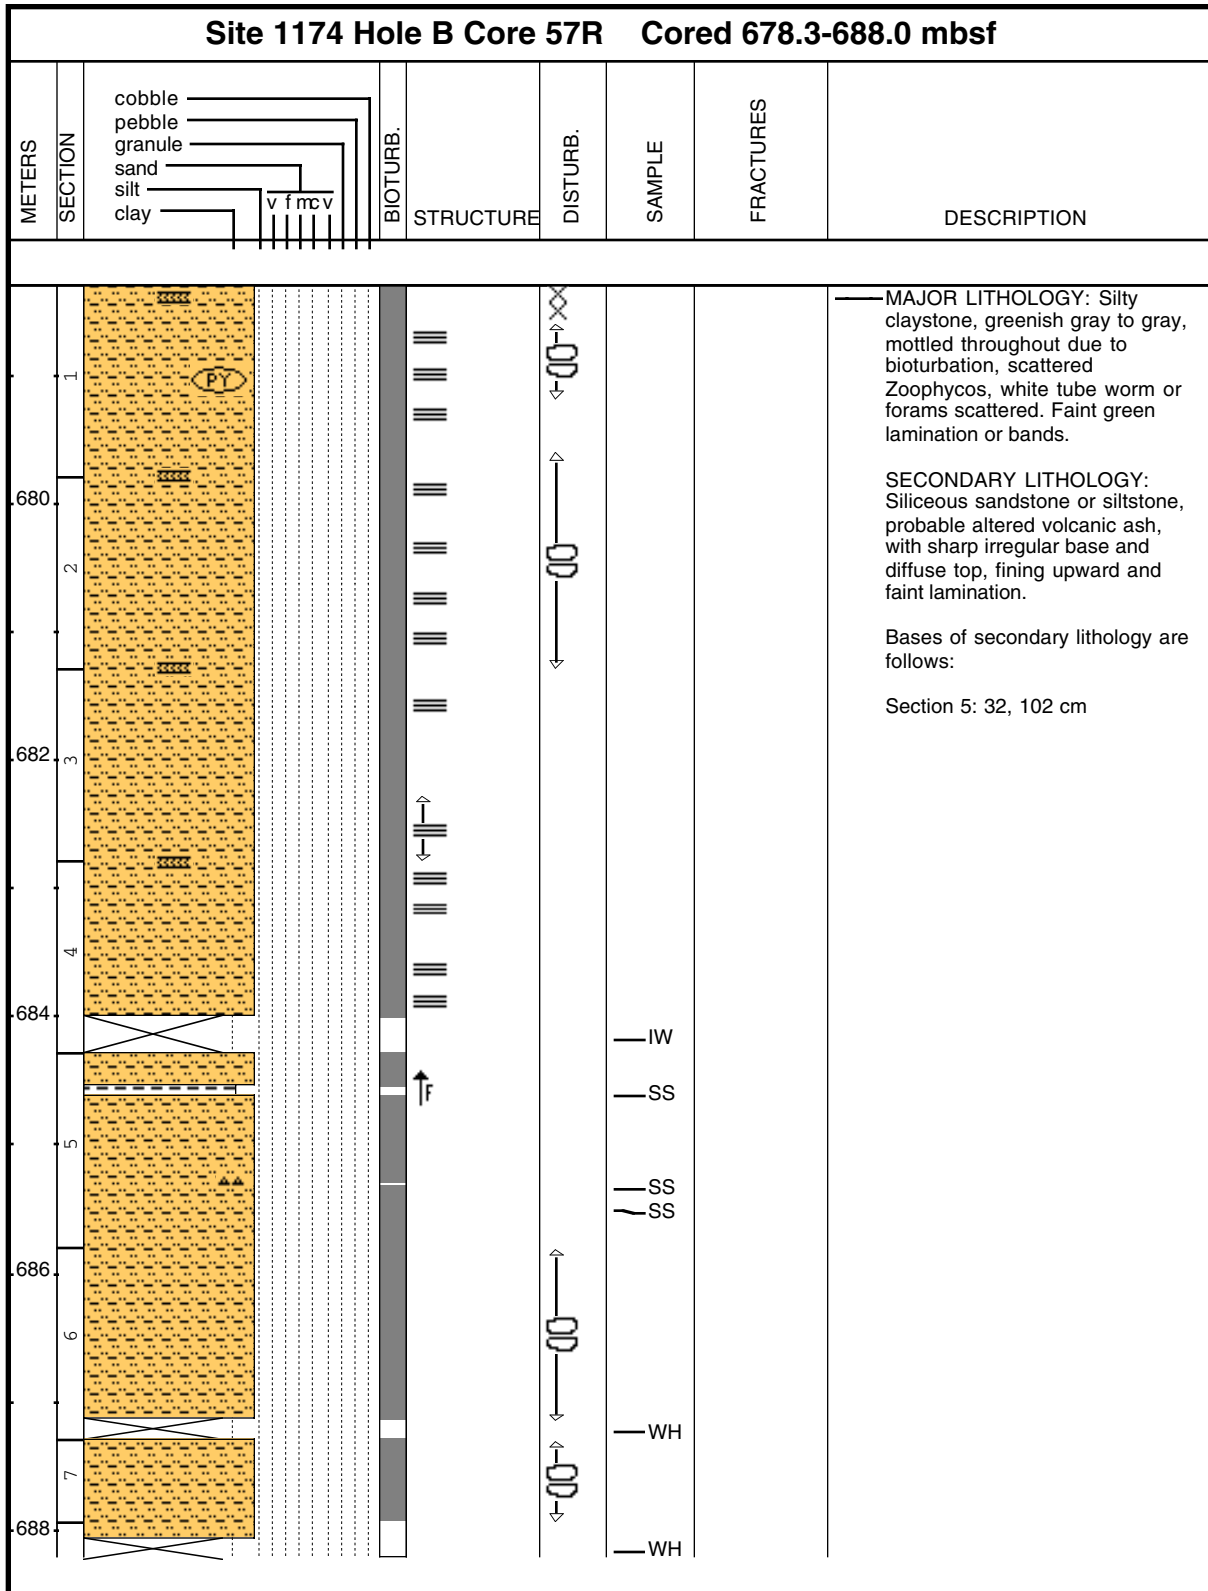 Site 1174 Hole B Core 57R    Cored 678.3-688.0 mbsf
METERS
SECTION
cobble
pebble
granule
sand
silt
clay
v f m c v
BIOTURB.
STRUCTURE
DISTURB.
SAMPLE
FRACTURES
DESCRIPTION
MAJOR LITHOLOGY: Silty
claystone, greenish gray to gray,
mottled throughout due to
bioturbation, scattered
Zoophycos, white tube worm or
forams scattered. Faint green
lamination or bands.
SECONDARY LITHOLOGY:
Siliceous sandstone or siltstone,
probable altered volcanic ash,
with sharp irregular base and
diffuse top, fining upward and
faint lamination.
Bases of secondary lithology are
follows:
Section 5: 32, 102 cm
1
PY
680
2
682
3
4
684
IW
F
SS
5
SS
SS
686
6
WH
7
688
WH